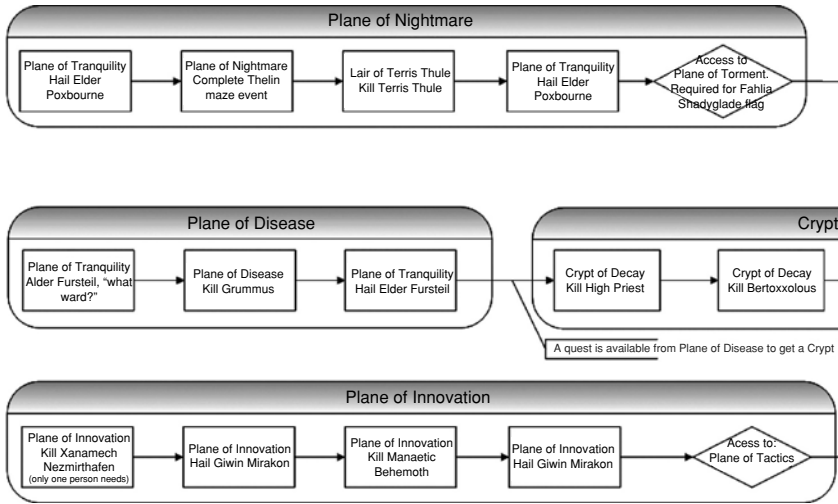 Plane of Nightmare
Plane of Tranquility
Hail Elder
Poxbourne
Plane of Nightmare
Complete Thelin
maze event
Lair of Terris Thule
Kill Terris Thule
Plane of Tranquility
Hail Elder
Poxbourne
Access to
Plane of Torment.
Required for Fahlia
Shadyglade flag
Plane of Disease
Plane of Tranquility
Alder Fursteil, “what
ward?”
Plane of Disease
Kill Grummus
Plane of Tranquility
Hail Elder Fursteil
Crypt
Crypt of Decay
Kill High Priest
Crypt of Decay
Kill Bertoxxolous
A quest is available from Plane of Disease to get a Crypt
Plane of Innovation
Plane of Innovation
Kill Xanamech
Nezmirthafen
(only one person needs)
Plane of Innovation
Hail Giwin Mirakon
Plane of Innovation
Kill Manaetic
Behemoth
Plane of Innovation
Hail Giwin Mirakon
Acess to:
Plane of Tactics